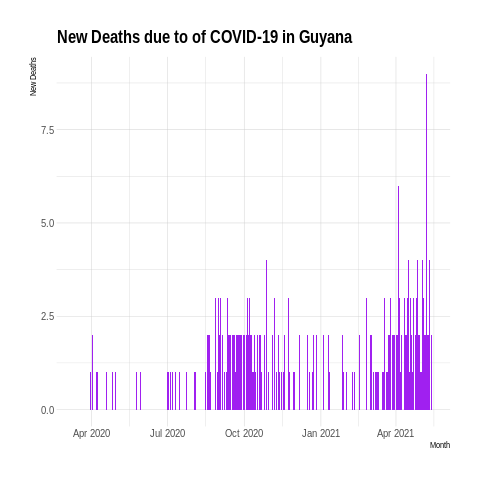 New Deaths due to of COVID-19 in Guyana
New Deaths
7.5
5.0
2.5
0.0
Apr 2020 Jul 2020 Oct 2020 Jan 2021 Apr 2021
Month